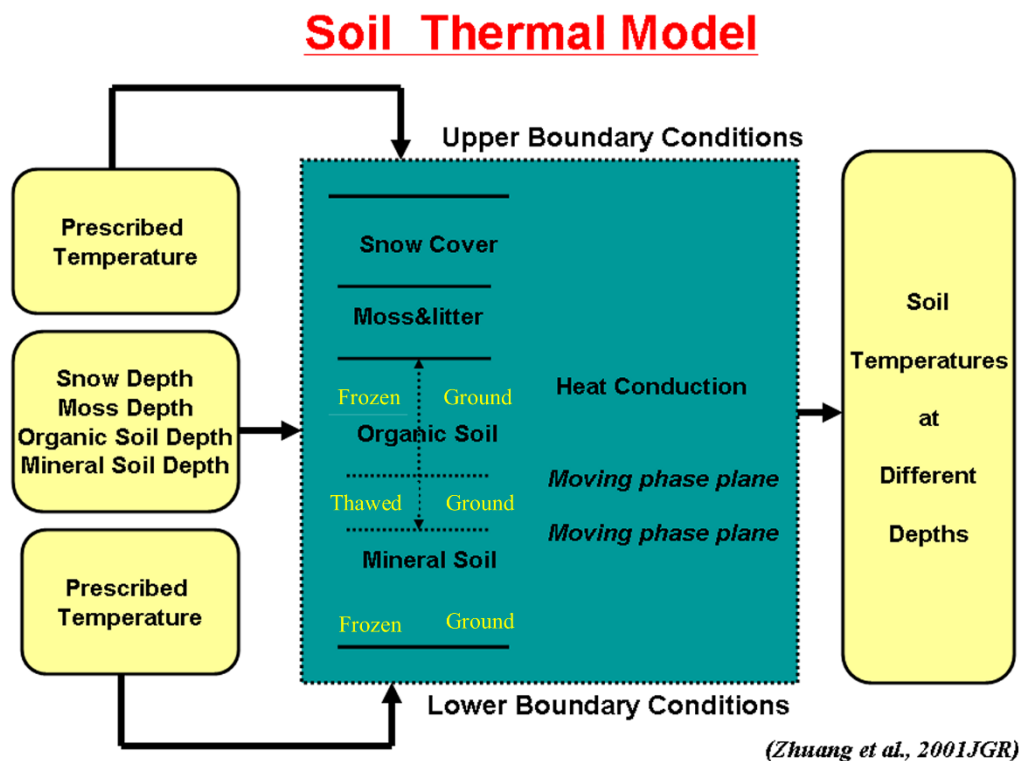 Soil Thermal Model
Upper Boundary Conditions
Prescribed
Temperature
Snow Depth
Moss Depth
Organic Soil Depth
Mineral Soil Depth
Prescribed
Temperature
Snow Cover
Moss&litter
Frozen Ground
Organic Soil
Thawed Ground
Mineral Soil
Frozen Ground
Heat Conduction
Moving phase plane
Moving phase plane
Lower Boundary Conditions
Soil
Temperatures
at
Different
Depths
(Zhuang et al., 2001JGR)